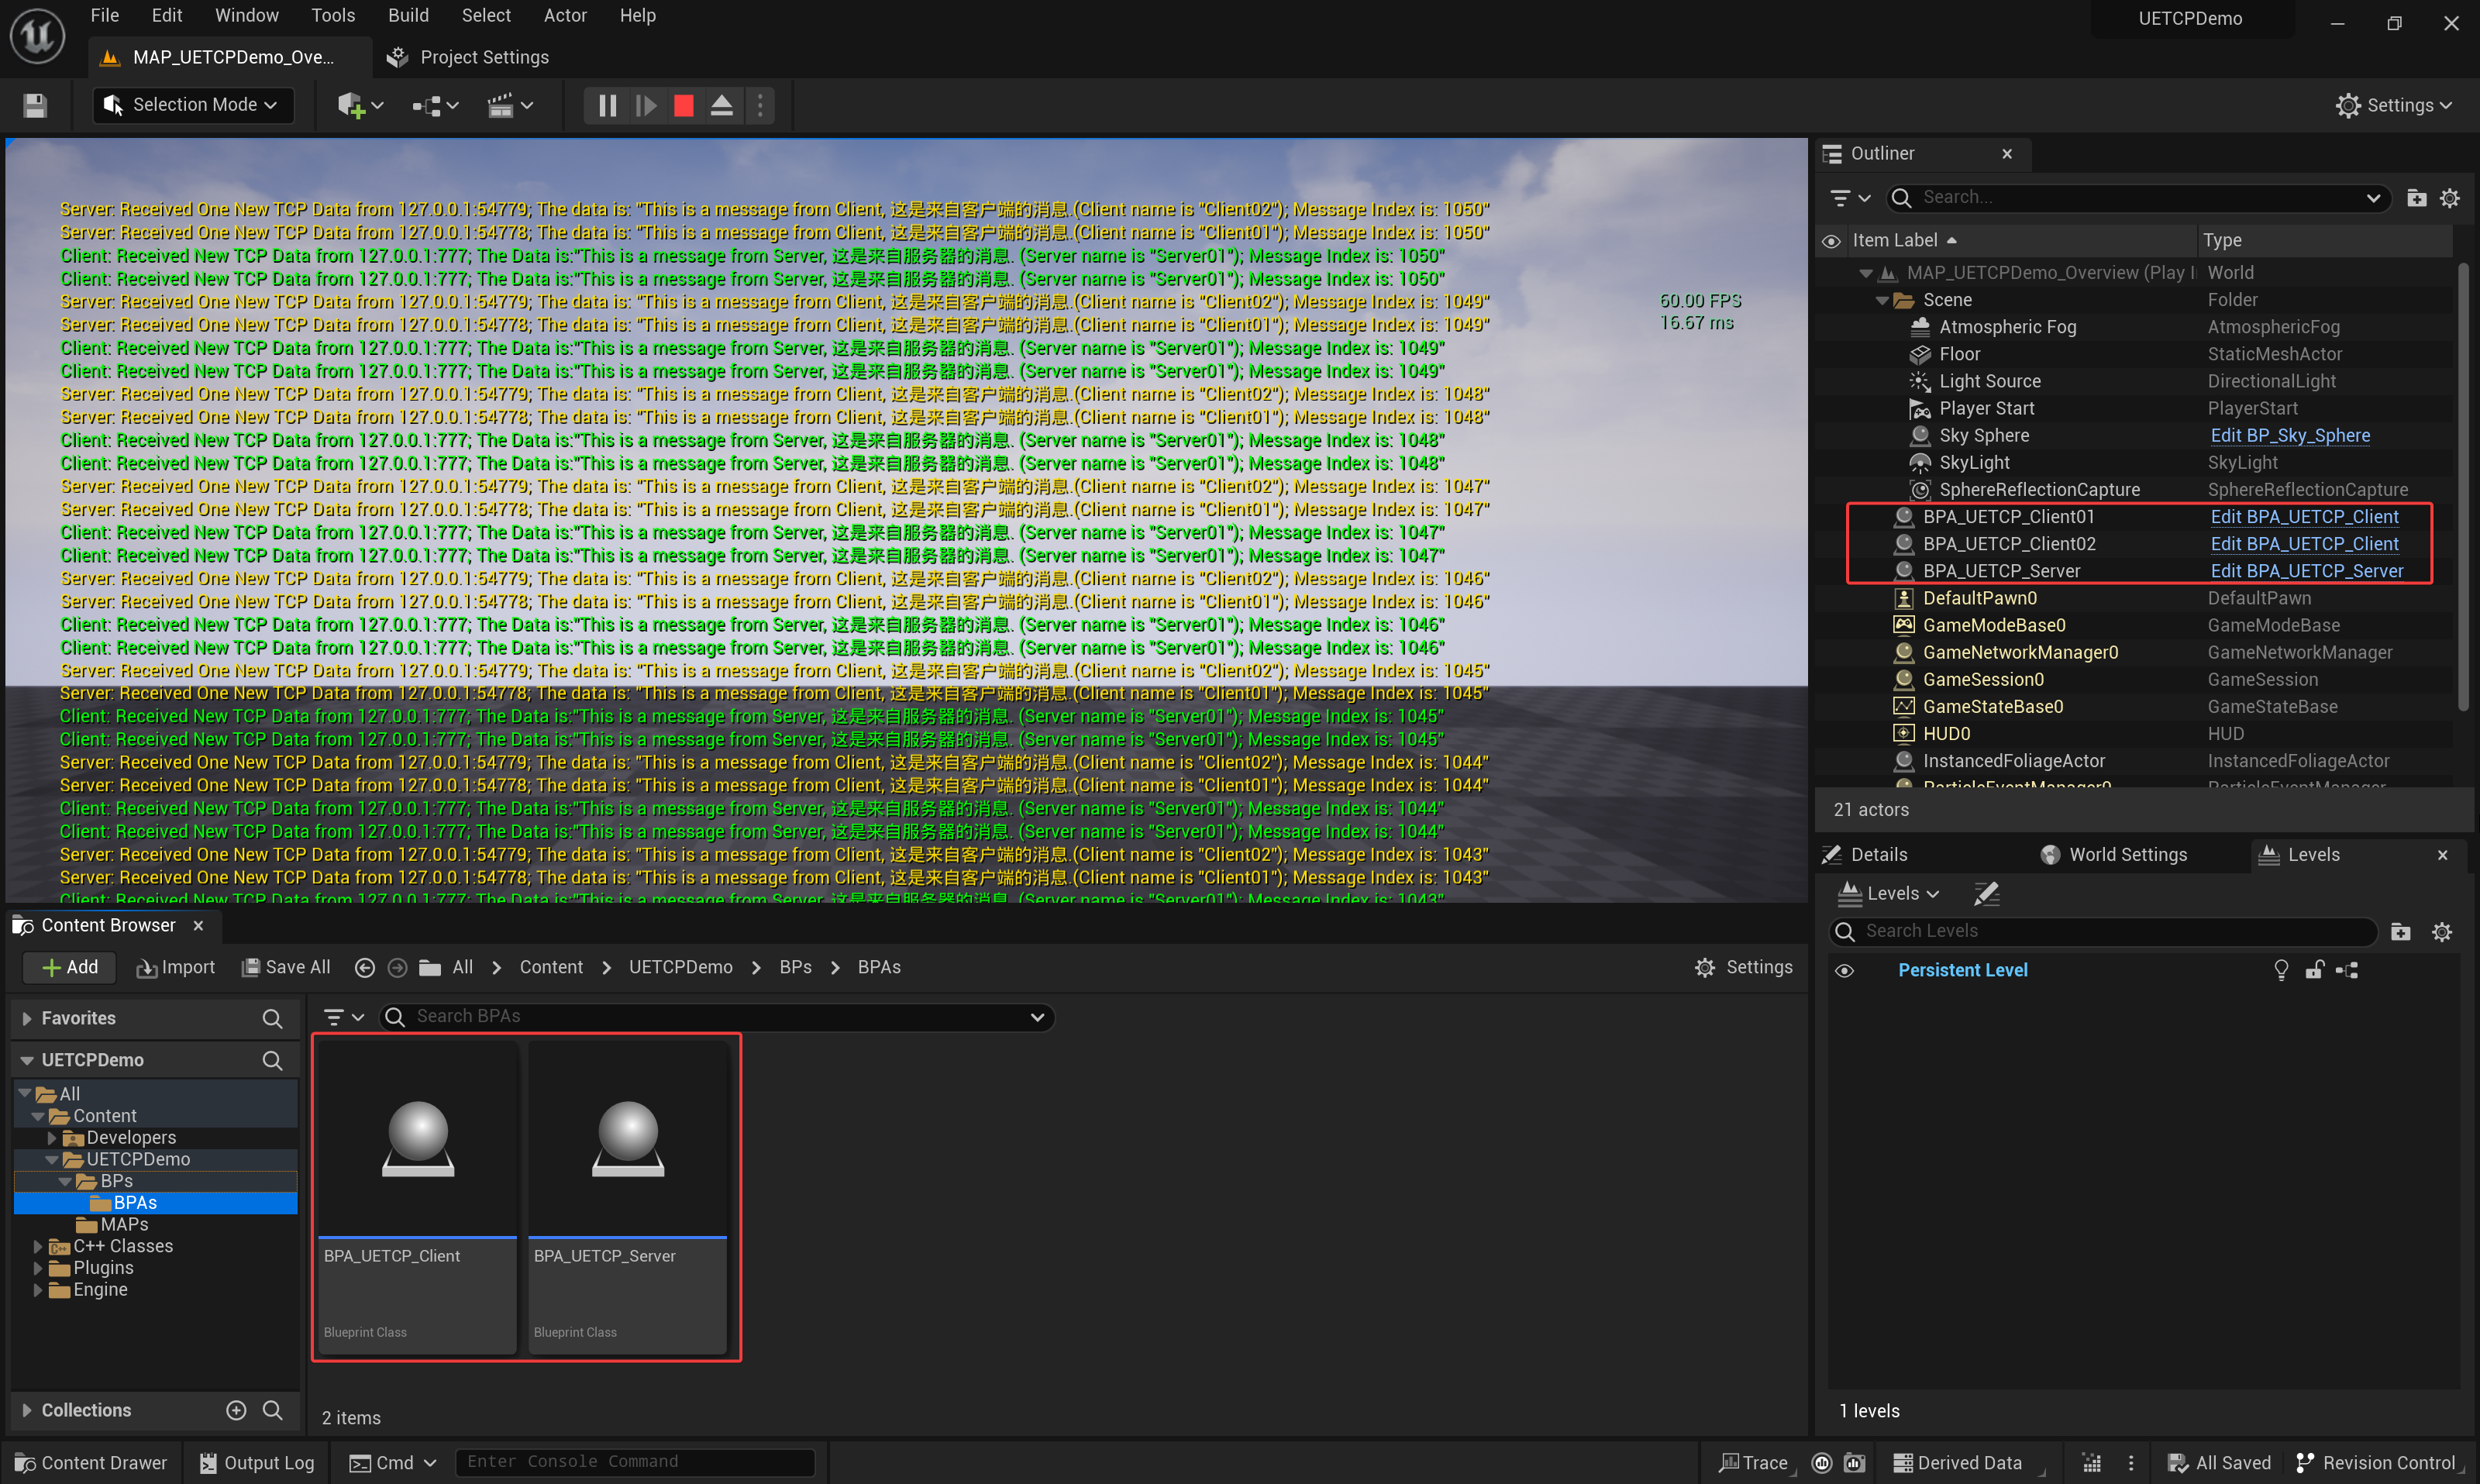 File Edit Window Tools Build Select Actor Help
UETCPDemo
MAP_UETCPDemo_Ove...
Project Settings
Selection Mode
Settings
Server: Received One New TCP Data from 127.0.0.1:54779; The data is: "This is a message from Client, 这是来自客户端的消息.(Client name is "Client02"); Message Index is: 1050"
Server: Received One New TCP Data from 127.0.0.1:54778; The data is: "This is a message from Client, 这是来自客户端的消息.(Client name is "Client01"); Message Index is: 1050"
Client: Received New TCP Data from 127.0.0.1:777; The Data is:"This is a message from Server, 这是来自服务器的消息. (Server name is "Server01"); Message Index is: 1050"
Client: Received New TCP Data from 127.0.0.1:777; The Data is:"This is a message from Server, 这是来自服务器的消息. (Server name is "Server01"); Message Index is: 1050"
Server: Received One New TCP Data from 127.0.0.1:54779; The data is: "This is a message from Client, 这是来自客户端的消息.(Client name is "Client02"); Message Index is: 1049"
Server: Received One New TCP Data from 127.0.0.1:54778; The data is: "This is a message from Client, 这是来自客户端的消息.(Client name is "Client01"); Message Index is: 1049"
Client: Received New TCP Data from 127.0.0.1:777; The Data is:"This is a message from Server, 这是来自服务器的消息. (Server name is "Server01"); Message Index is: 1049"
Client: Received New TCP Data from 127.0.0.1:777; The Data is:"This is a message from Server, 这是来自服务器的消息. (Server name is "Server01"); Message Index is: 1049"
Server: Received One New TCP Data from 127.0.0.1:54779; The data is: "This is a message from Client, 这是来自客户端的消息.(Client name is "Client02"); Message Index is: 1048"
Server: Received One New TCP Data from 127.0.0.1:54778; The data is: "This is a message from Client, 这是来自客户端的消息.(Client name is "Client01"); Message Index is: 1048"
Client: Received New TCP Data from 127.0.0.1:777; The Data is:"This is a message from Server, 这是来自服务器的消息. (Server name is "Server01"); Message Index is: 1048"
Client: Received New TCP Data from 127.0.0.1:777; The Data is:"This is a message from Server, 这是来自服务器的消息. (Server name is "Server01"); Message Index is: 1048"
Server: Received One New TCP Data from 127.0.0.1:54779; The data is: "This is a message from Client, 这是来自客户端的消息.(Client name is "Client02"); Message Index is: 1047"
Server: Received One New TCP Data from 127.0.0.1:54778; The data is: "This is a message from Client, 这是来自客户端的消息.(Client name is "Client01"); Message Index is: 1047"
Client: Received New TCP Data from 127.0.0.1:777; The Data is:"This is a message from Server, 这是来自服务器的消息. (Server name is "Server01"); Message Index is: 1047"
Client: Received New TCP Data from 127.0.0.1:777; The Data is:"This is a message from Server, 这是来自服务器的消息. (Server name is "Server01"); Message Index is: 1047"
Server: Received One New TCP Data from 127.0.0.1:54779; The data is: "This is a message from Client, 这是来自客户端的消息.(Client name is "Client02"); Message Index is: 1046"
Server: Received One New TCP Data from 127.0.0.1:54778; The data is: "This is a message from Client, 这是来自客户端的消息.(Client name is "Client01"); Message Index is: 1046"
Client: Received New TCP Data from 127.0.0.1:777; The Data is:"This is a message from Server, 这是来自服务器的消息. (Server name is "Server01"); Message Index is: 1046"
Client: Received New TCP Data from 127.0.0.1:777; The Data is:"This is a message from Server, 这是来自服务器的消息. (Server name is "Server01"); Message Index is: 1046"
Server: Received One New TCP Data from 127.0.0.1:54779; The data is: "This is a message from Client, 这是来自客户端的消息.(Client name is "Client02"); Message Index is: 1045"
Server: Received One New TCP Data from 127.0.0.1:54778; The data is: "This is a message from Client, 这是来自客户端的消息.(Client name is "Client01"); Message Index is: 1045"
Client: Received New TCP Data from 127.0.0.1:777; The Data is:"This is a message from Server, 这是来自服务器的消息. (Server name is "Server01"); Message Index is: 1045"
Client: Received New TCP Data from 127.0.0.1:777; The Data is:"This is a message from Server, 这是来自服务器的消息. (Server name is "Server01"); Message Index is: 1045"
Server: Received One New TCP Data from 127.0.0.1:54779; The data is: "This is a message from Client, 这是来自客户端的消息.(Client name is "Client02"); Message Index is: 1044"
Server: Received One New TCP Data from 127.0.0.1:54778; The data is: "This is a message from Client, 这是来自客户端的消息.(Client name is "Client01"); Message Index is: 1044"
Client: Received New TCP Data from 127.0.0.1:777; The Data is:"This is a message from Server, 这是来自服务器的消息. (Server name is "Server01"); Message Index is: 1044"
Client: Received New TCP Data from 127.0.0.1:777; The Data is:"This is a message from Server, 这是来自服务器的消息. (Server name is "Server01"); Message Index is: 1044"
Server: Received One New TCP Data from 127.0.0.1:54779; The data is: "This is a message from Client, 这是来自客户端的消息.(Client name is "Client02"); Message Index is: 1043"
Server: Received One New TCP Data from 127.0.0.1:54778; The data is: "This is a message from Client, 这是来自客户端的消息.(Client name is "Client01"); Message Index is: 1043"
Client: Received New TCP Data from 127.0.0.1:777; The Data is:"This is a message from Server, 这是来自服务器的消息. (Server name is "Server01"); Message Index is: 1043"
60.00 FPS
16.67 ms
Outliner
Search...
Item Label Type
MAP_UETCPDemo_Overview (Play I World
Scene Folder
Atmospheric Fog AtmosphericFog
Floor StaticMeshActor
Light Source DirectionalLight
Player Start PlayerStart
Sky Sphere Edit BP_Sky_Sphere
SkyLight SkyLight
SphereReflectionCapture SphereReflectionCapture
BPA_UETCP_Client01 Edit BPA_UETCP_Client
BPA_UETCP_Client02 Edit BPA_UETCP_Client
BPA_UETCP_Server Edit BPA_UETCP_Server
DefaultPawn0 DefaultPawn
GameModeBase0 GameModeBase
GameNetworkManager0 GameNetworkManager
GameSession0 GameSession
GameStateBase0 GameStateBase
HUD0 HUD
InstancedFoliageActor InstancedFoliageActor
ParticleEventManager0 ParticleEventManager
21 actors
Details World Settings Levels
Levels
Search Levels
Persistent Level
1 levels
Content Browser
Add Import Save All All Content UETCPDemo BPs BPAs Settings
Favorites
UETCPDemo
All
Content
Developers
UETCPDemo
BPs
BPAs
MAPs
C++ Classes
Plugins
Engine
Collections
Search BPAs
BPA_UETCP_Client
Blueprint Class
BPA_UETCP_Server
Blueprint Class
2 items
Content Drawer Output Log Cmd Enter Console Command Trace Derived Data All Saved Revision Control